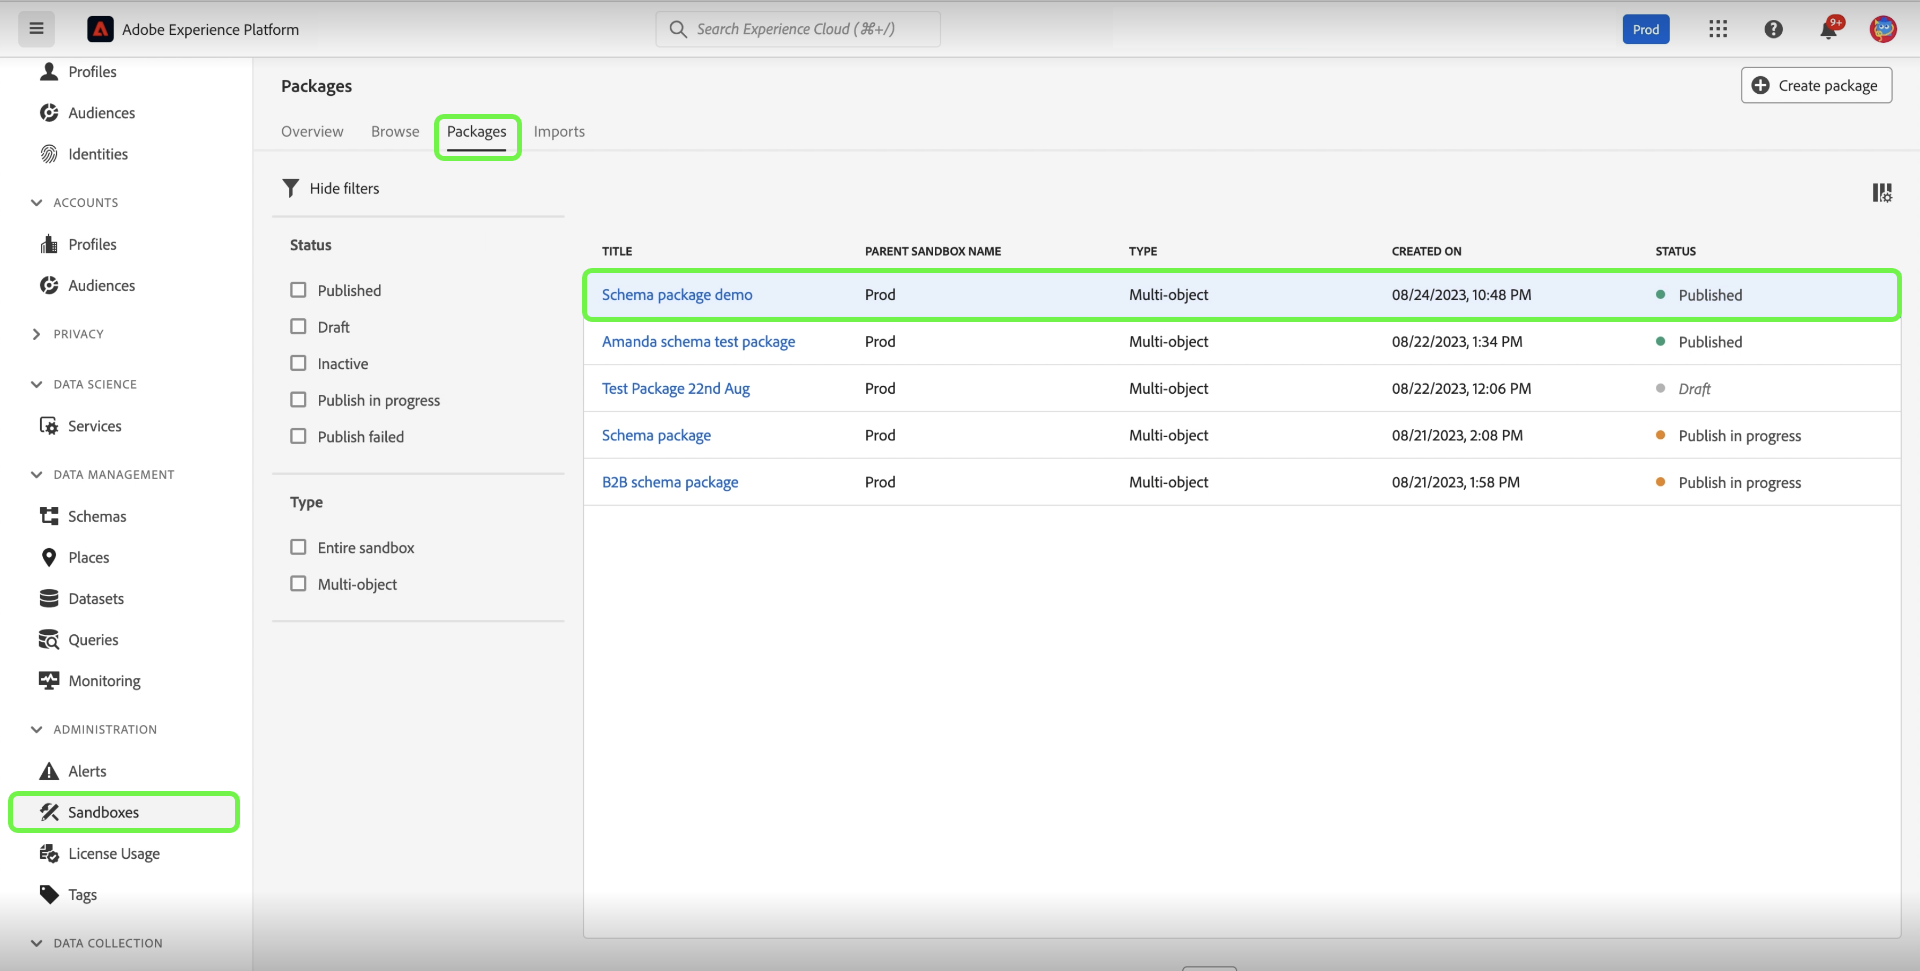 Adobe Experience Platform
Search Experience Cloud (⌘+/)
Prod
9+
Profiles
Audiences
Identities
ACCOUNTS
Profiles
Audiences
PRIVACY
DATA SCIENCE
Services
DATA MANAGEMENT
Schemas
Places
Datasets
Queries
Monitoring
ADMINISTRATION
Alerts
Sandboxes
License Usage
Tags
DATA COLLECTION
Packages
Create package
Overview Browse Packages Imports
Hide filters
Status
Published
Draft
Inactive
Publish in progress
Publish failed
Type
Entire sandbox
Multi-object
TITLE PARENT SANDBOX NAME TYPE CREATED ON STATUS
Schema package demo Prod Multi-object 08/24/2023, 10:48 PM Published
Amanda schema test package Prod Multi-object 08/22/2023, 1:34 PM Published
Test Package 22nd Aug Prod Multi-object 08/22/2023, 12:06 PM Draft
Schema package Prod Multi-object 08/21/2023, 2:08 PM Publish in progress
B2B schema package Prod Multi-object 08/21/2023, 1:58 PM Publish in progress